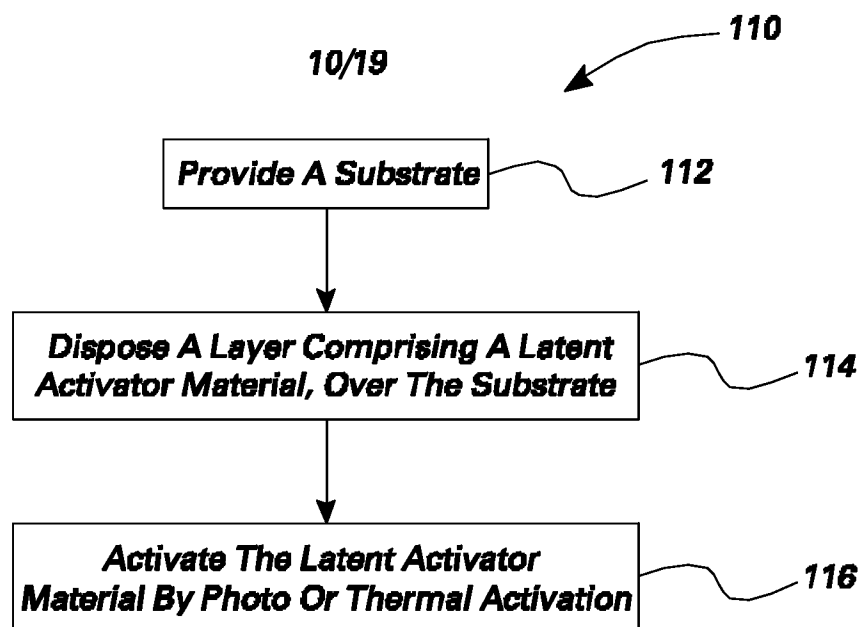 110
10/19
Provide A Substrate
112
Dispose A Layer Comprising A Latent
Activator Material, Over The Substrate
114
Activate The Latent Activator
Material By Photo Or Thermal Activation
116